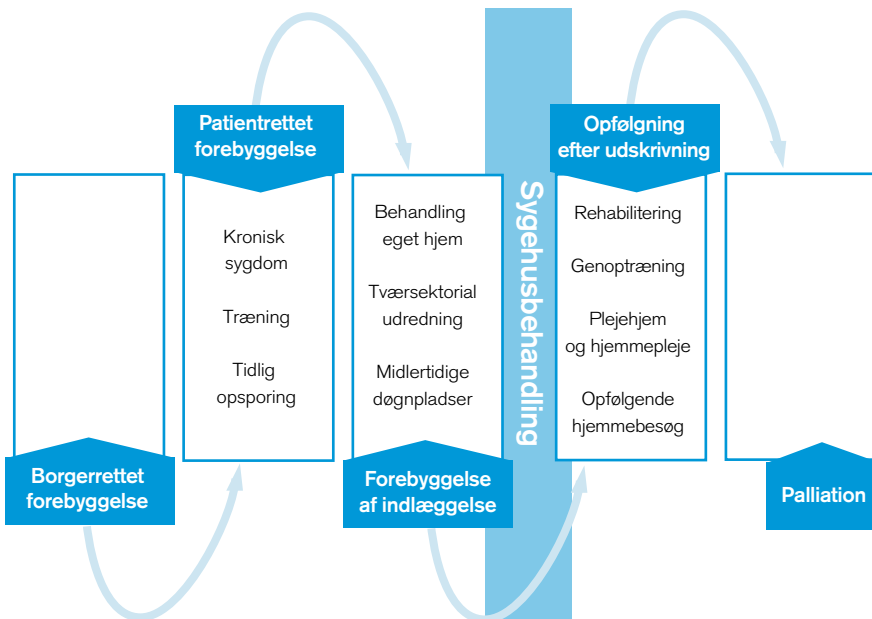 Borgerrettet
forebyggelse
Patientrettet
forebyggelse
Kronisk
sygdom
Træning
Tidlig
opsporing
Behandling
eget hjem
Tværsektorial
udredning
Midlertidige
døgnpladser
Forebyggelse
af indlæggelse
Sygehusbehandling
Opfølgning
efter udskrivning
Rehabilitering
Genoptræning
Plejehjem
og hjemmepleje
Opfølgende
hjemmebesøg
Palliation